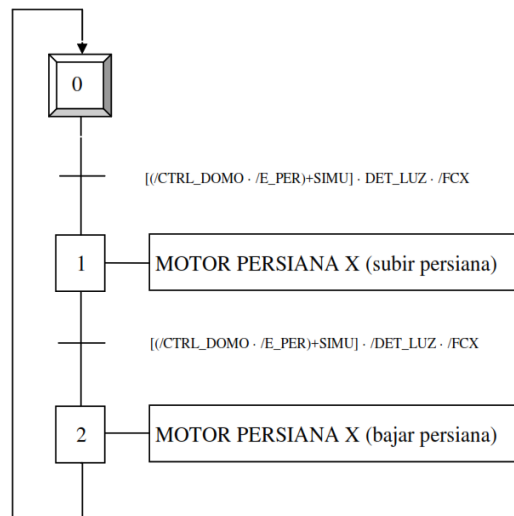 0
[(/CTRL_DOMO · /E_PER)+SIMU] · DET_LUZ · /FCX
1
MOTOR PERSIANA X (subir persiana)
[(/CTRL_DOMO · /E_PER)+SIMU] · /DET_LUZ · /FCX
2
MOTOR PERSIANA X (bajar persiana)